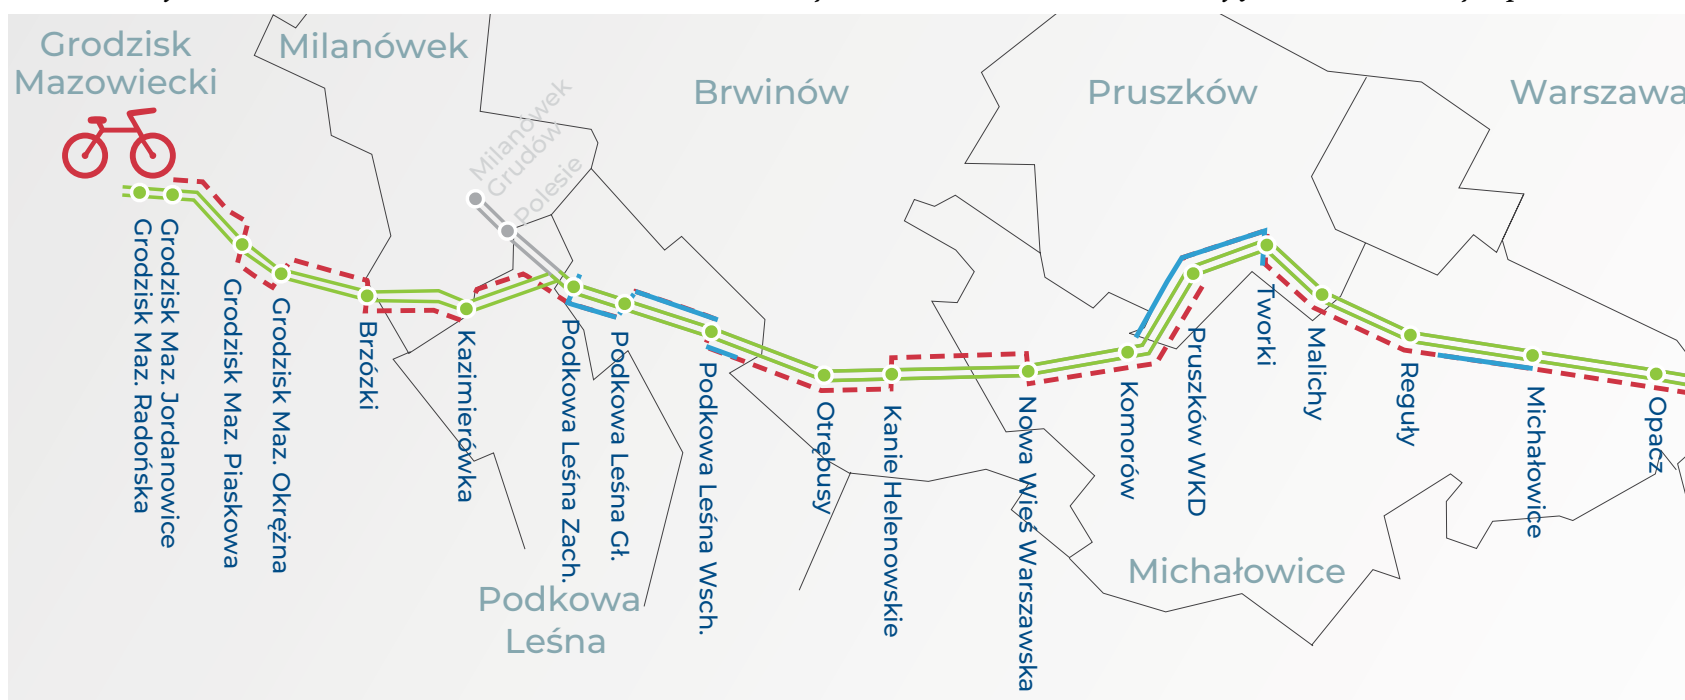 Grodzisk
Mazowiecki
Milanówek
Brwinów
Pruszków
Warszawa
Milanówek
Grudów
Polesie
Grodzisk Maz. Radońska
Grodzisk Maz. Jordanowice
Grodzisk Maz. Piaskowa
Grodzisk Maz. Okrężna
Brzózki
Kazimierówka
Podkowa Leśna Zach.
Podkowa Leśna Gł.
Podkowa Leśna Wsch.
Otrębusy
Kanie Helenowskie
Nowa Wieś Warszawska
Komorów
Pruszków WKD
Tworki
Malichy
Reguły
Michałowice
Opacz
Podkowa
Leśna
Michałowice